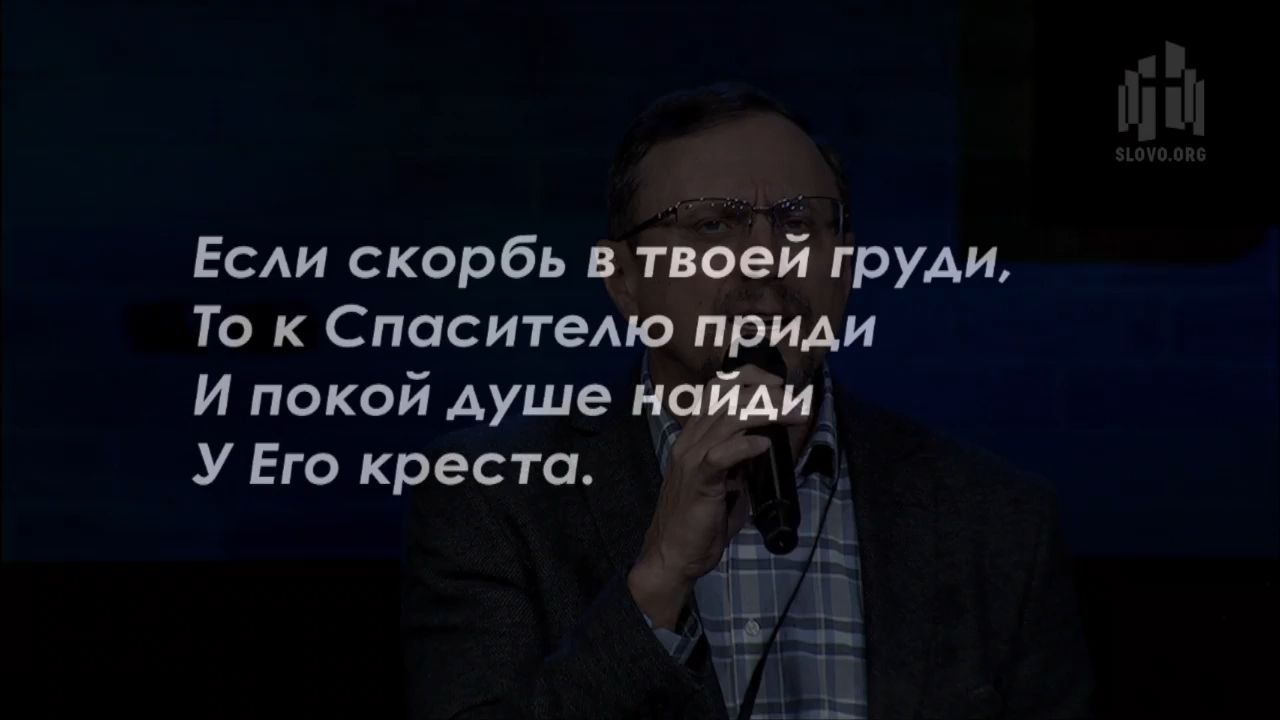 SLOVO.ORG
Если скорбь в твоей груди,
То к Спасителю приди
И покой душе найди
У Его креста.